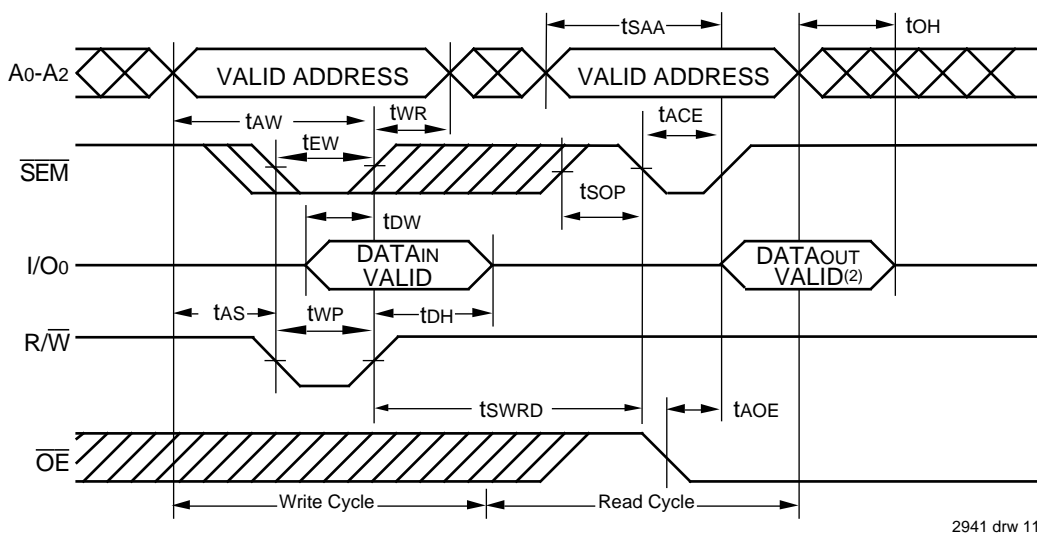 tSAA
tOH
A0-A2
VALID ADDRESS
VALID ADDRESS
tAW
tWR
tACE
tEW
SEM
tSOP
tDW
I/O0
DATAIN
VALID
DATAOUT
VALID(2)
tAS
tWP
tDH
R/W
tSWRD
tAOE
OE
Write Cycle
Read Cycle
2941 drw 11